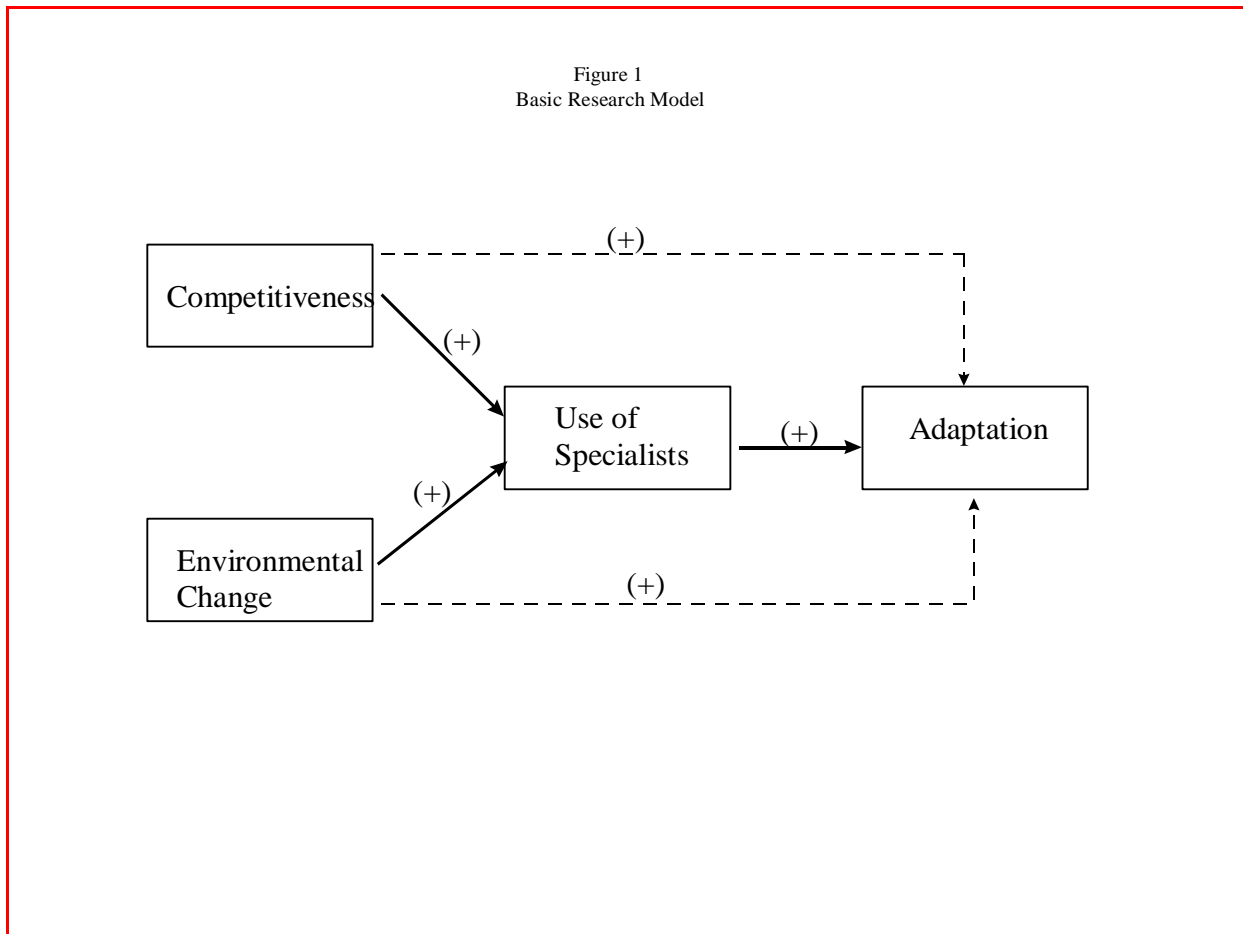 Figure 1
Basic Research Model
(+)
Competitiveness
(+)
Use of
Specialists
(+)
Adaptation
(+)
Environmental
Change
(+)